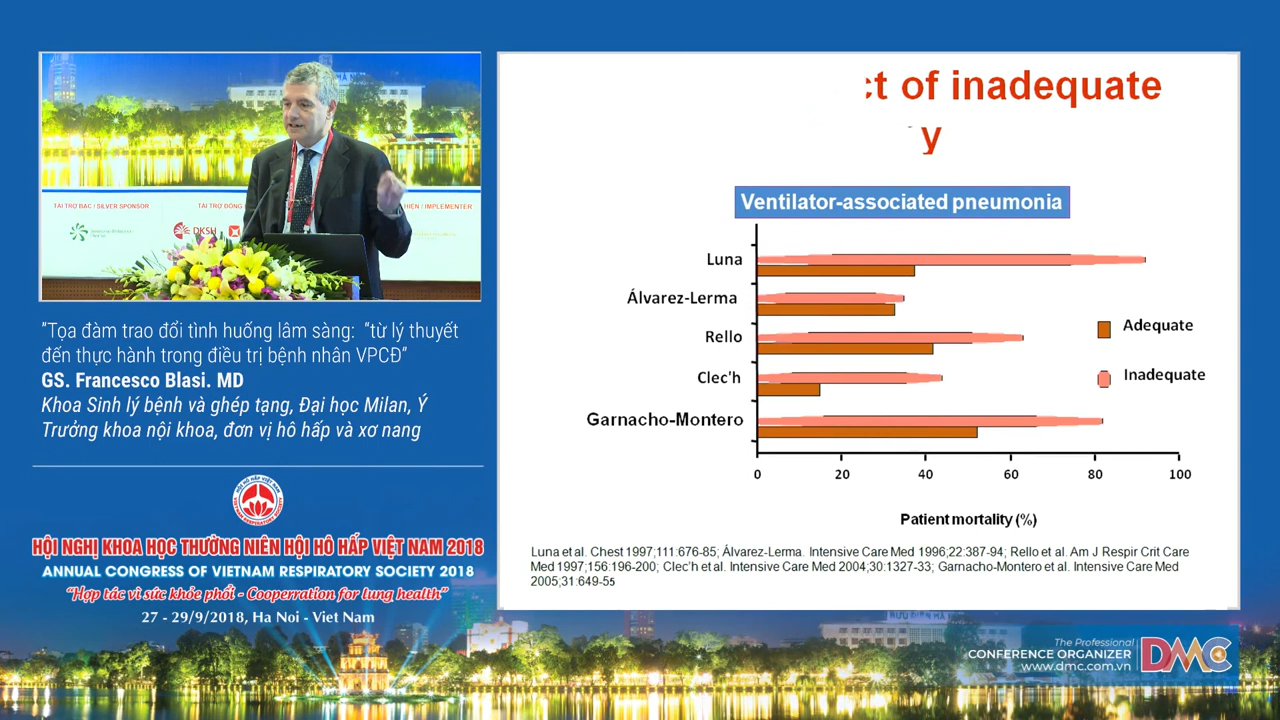 TÀI TRỢ BẠC / SILVER SPONSOR
TÀI TRỢ ĐỒNG
HIỆN / IMPLEMENTER
DKSH
"Tọa đàm trao đổi tình huống lâm sàng: “từ lý thuyết
đến thực hành trong điều trị bệnh nhân VPCĐ”
GS. Francesco Blasi. MD
Khoa Sinh lý bệnh và ghép tạng, Đại học Milan, Ý
Trưởng khoa nội khoa, đơn vị hô hấp và xơ nang
HỘI HÔ HẤP VIỆT NAM
VIETNAM RESPIRATORY SOCIETY
HỘI NGHỊ KHOA HỌC THƯỜNG NIÊN HỘI HÔ HẤP VIỆT NAM 2018
ANNUAL CONGRESS OF VIETNAM RESPIRATORY SOCIETY 2018
“Hợp tác vì sức khỏe phổi - Cooperration for lung health”
27 - 29/9/2018, Ha Noi - Viet Nam
ct of inadequate
y
Ventilator-associated pneumonia
Luna
Álvarez-Lerma
Rello
Clec'h
Garnacho-Montero
Adequate
Inadequate
0 20 40 60 80 100
Patient mortality (%)
Luna et al. Chest 1997;111:676-85; Álvarez-Lerma. Intensive Care Med 1996;22:387-94; Rello et al. Am J Respir Crit Care
Med 1997;156:196-200; Clec’h et al. Intensive Care Med 2004;30:1327-33; Garnacho-Montero et al. Intensive Care Med
2005;31:649-55
The Professional
CONFERENCE ORGANIZER
www.dmc.com.vn
DMC